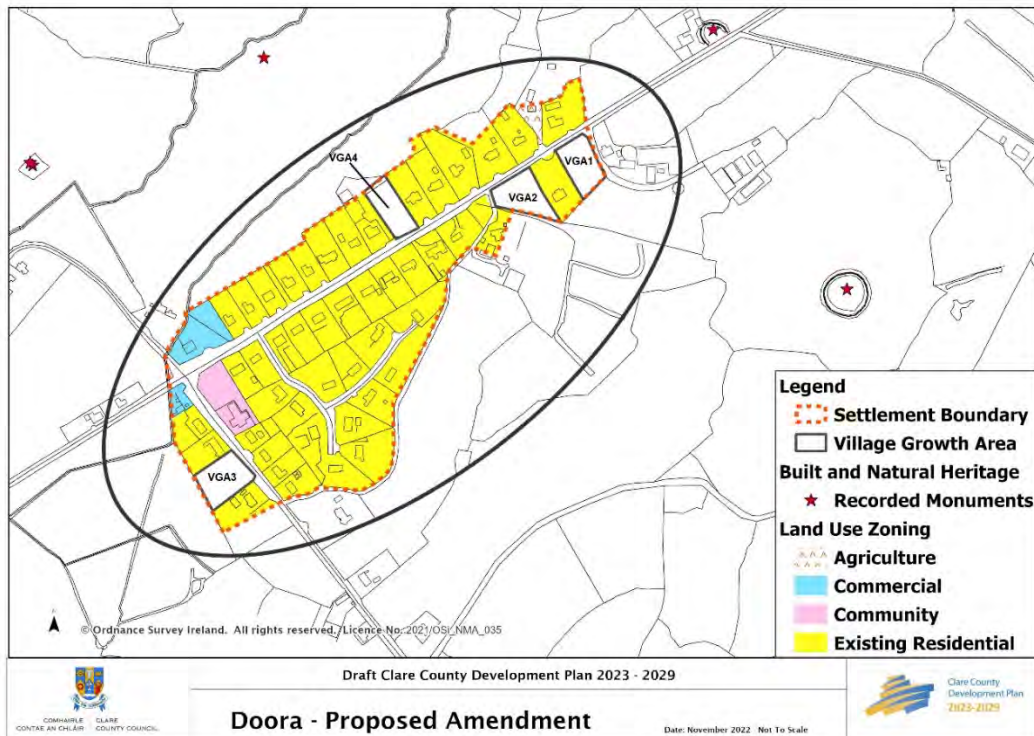 VGA4
VGA1
VGA2
VGA3
Legend
Settlement Boundary
Village Growth Area
Built and Natural Heritage
Recorded Monuments
Land Use Zoning
Agriculture
Commercial
Community
Existing Residential
© Ordnance Survey Ireland. All rights reserved. Licence No. 2021/OSi_NMA_035
COMHAIRLE CLARE
CONTAE AN CHLÁIR COUNTY COUNCIL
Draft Clare County Development Plan 2023 - 2029
Doora - Proposed Amendment
Date: November 2022 Not To Scale
Clare County
Development Plan
2023-2029